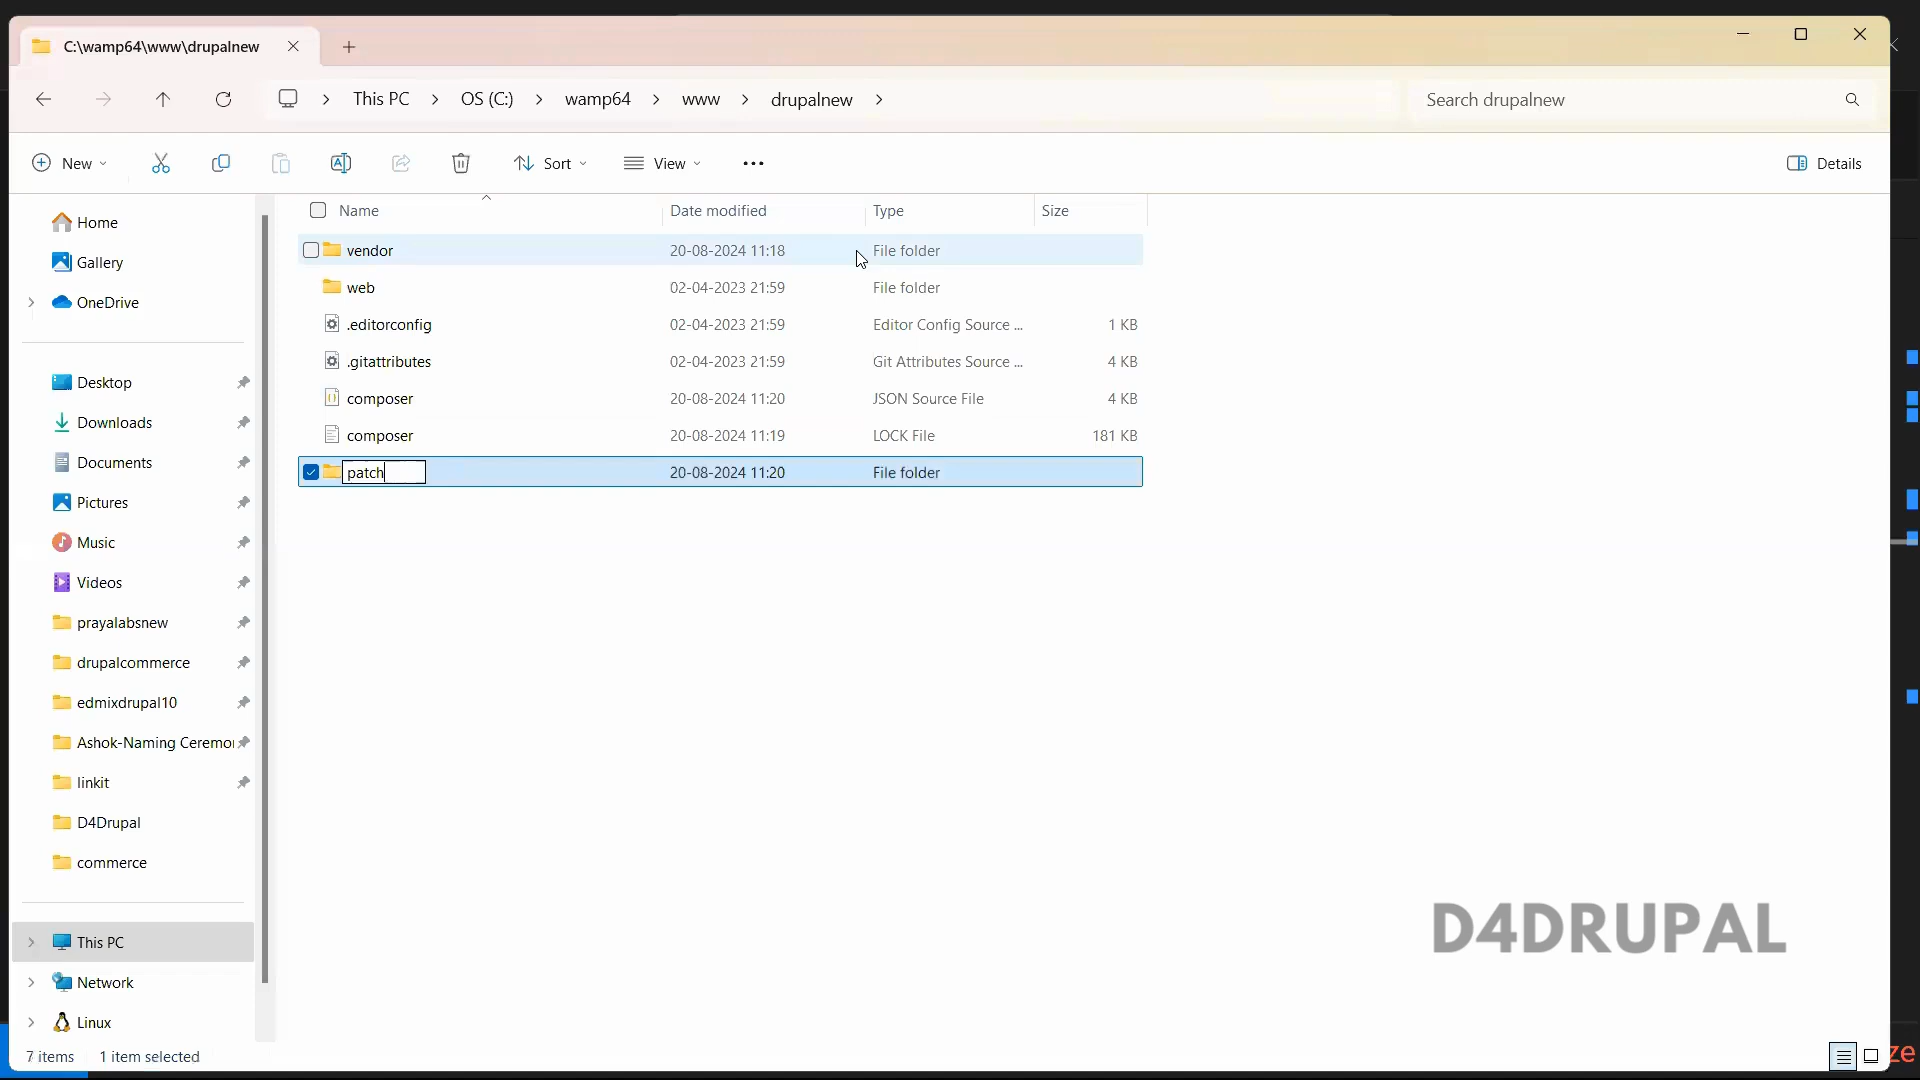 C:\wamp64\www\drupalnew
This PC OS (C:) wamp64 www drupalnew
Search drupalnew
New Sort View ... Details
Name Date modified Type Size
vendor 20-08-2024 11:18 File folder
web 02-04-2023 21:59 File folder
.editorconfig 02-04-2023 21:59 Editor Config Source ... 1 KB
.gitattributes 02-04-2023 21:59 Git Attributes Source ... 4 KB
composer 20-08-2024 11:20 JSON Source File 4 KB
composer 20-08-2024 11:19 LOCK File 181 KB
patch 20-08-2024 11:20 File folder
Home
Gallery
OneDrive
Desktop
Downloads
Documents
Pictures
Music
Videos
prayalabsnew
drupalcommerce
edmixdrupal10
Ashok-Naming Ceremo
linkit
D4Drupal
commerce
This PC
Network
Linux
7 items 1 item selected
D4DRUPAL
ze